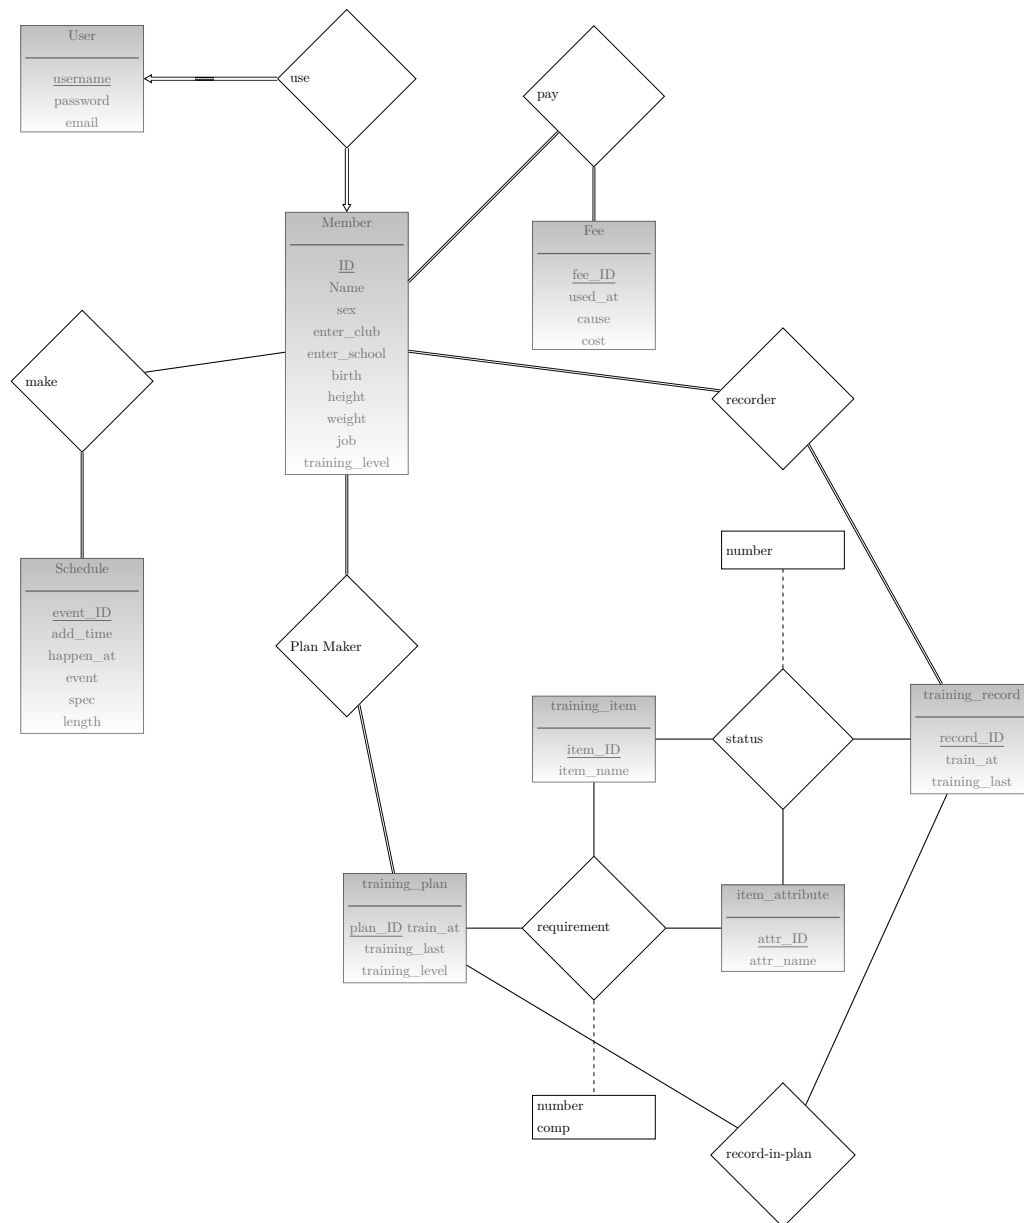 User
username
password
email
use
pay
Member
ID
Name
sex
enter_club
enter_school
birth
height
weight
job
training_level
Fee
fee_ID
used_at
cause
cost
make
recorder
Schedule
event_ID
add_time
happen_at
event
spec
length
Plan Maker
number
training_item
item_ID
item_name
status
training_record
record_ID
train_at
training_last
training_plan
plan_ID train_at
training_last
training_level
requirement
item_attribute
attr_ID
attr_name
number
comp
record-in-plan